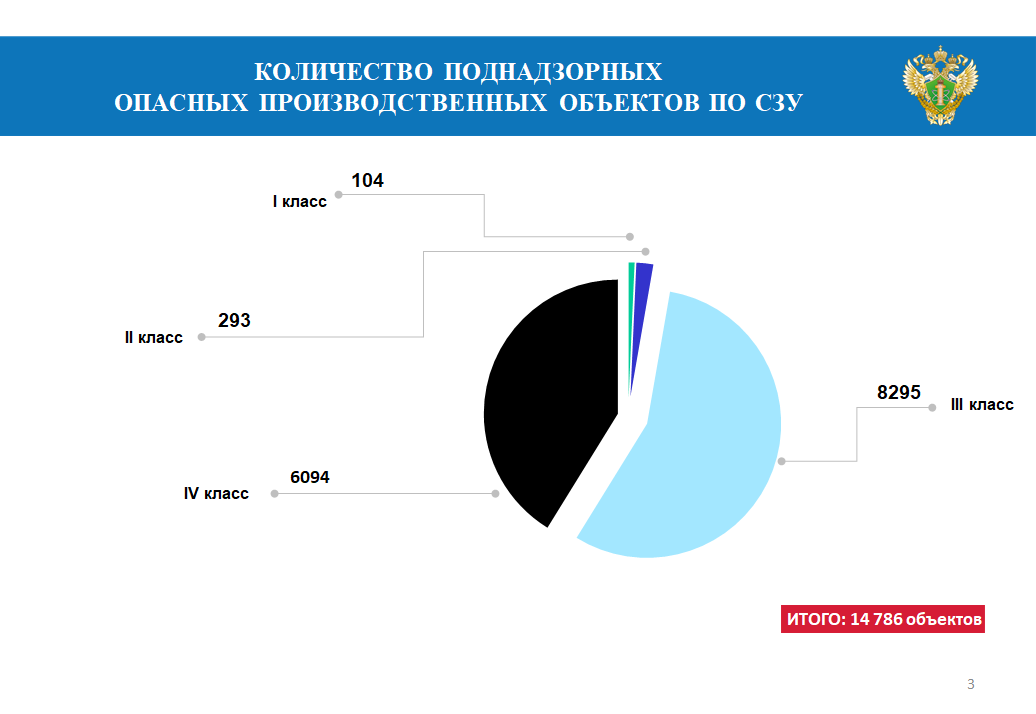 КОЛИЧЕСТВО ПОДНАДЗОРНЫХ
ОПАСНЫХ ПРОИЗВОДСТВЕННЫХ ОБЪЕКТОВ ПО СЗУ
104
I класс
293
II класс
8295
III класс
6094
IV класс
ИТОГО: 14 786 объектов
3